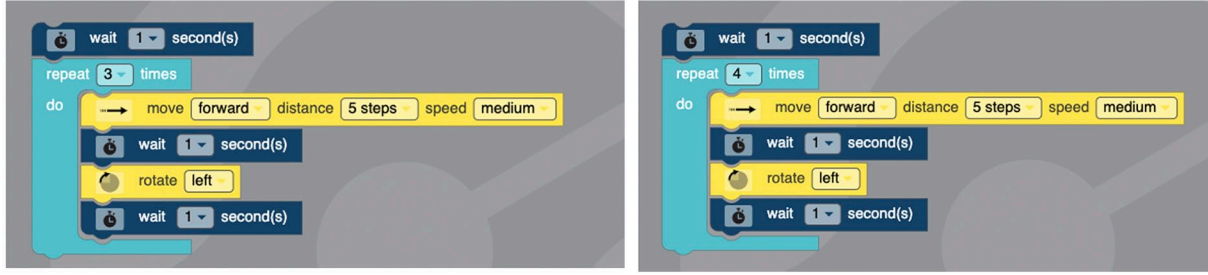 wait 1 second(s)
repeat 3 times
do move forward distance 5 steps speed medium
wait 1 second(s)
rotate left
wait 1 second(s)
wait 1 second(s)
repeat 4 times
do move forward distance 5 steps speed medium
wait 1 second(s)
rotate left
wait 1 second(s)